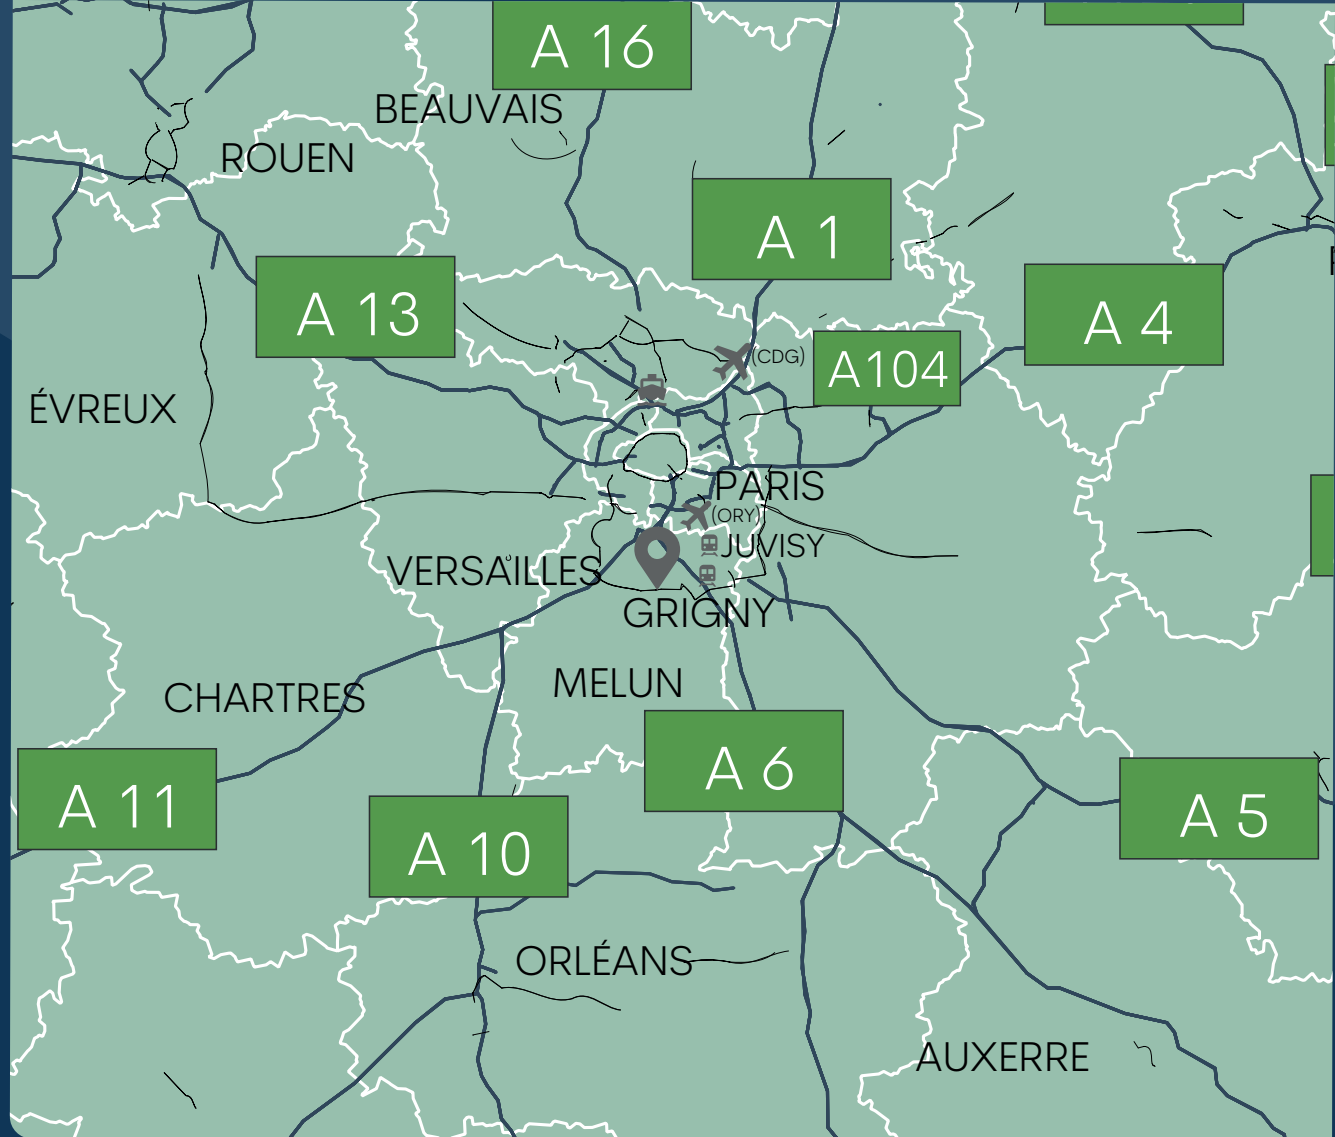 A 16
BEAUVAIS
ROUEN
A 1
A 13
A 4
(CDG)
A104
ÉVREUX
PARIS
(ORY)
JUVISY
VERSAILLES
GRIGNY
MELUN
CHARTRES
A 6
A 11
A 5
A 10
ORLÉANS
AUXERRE